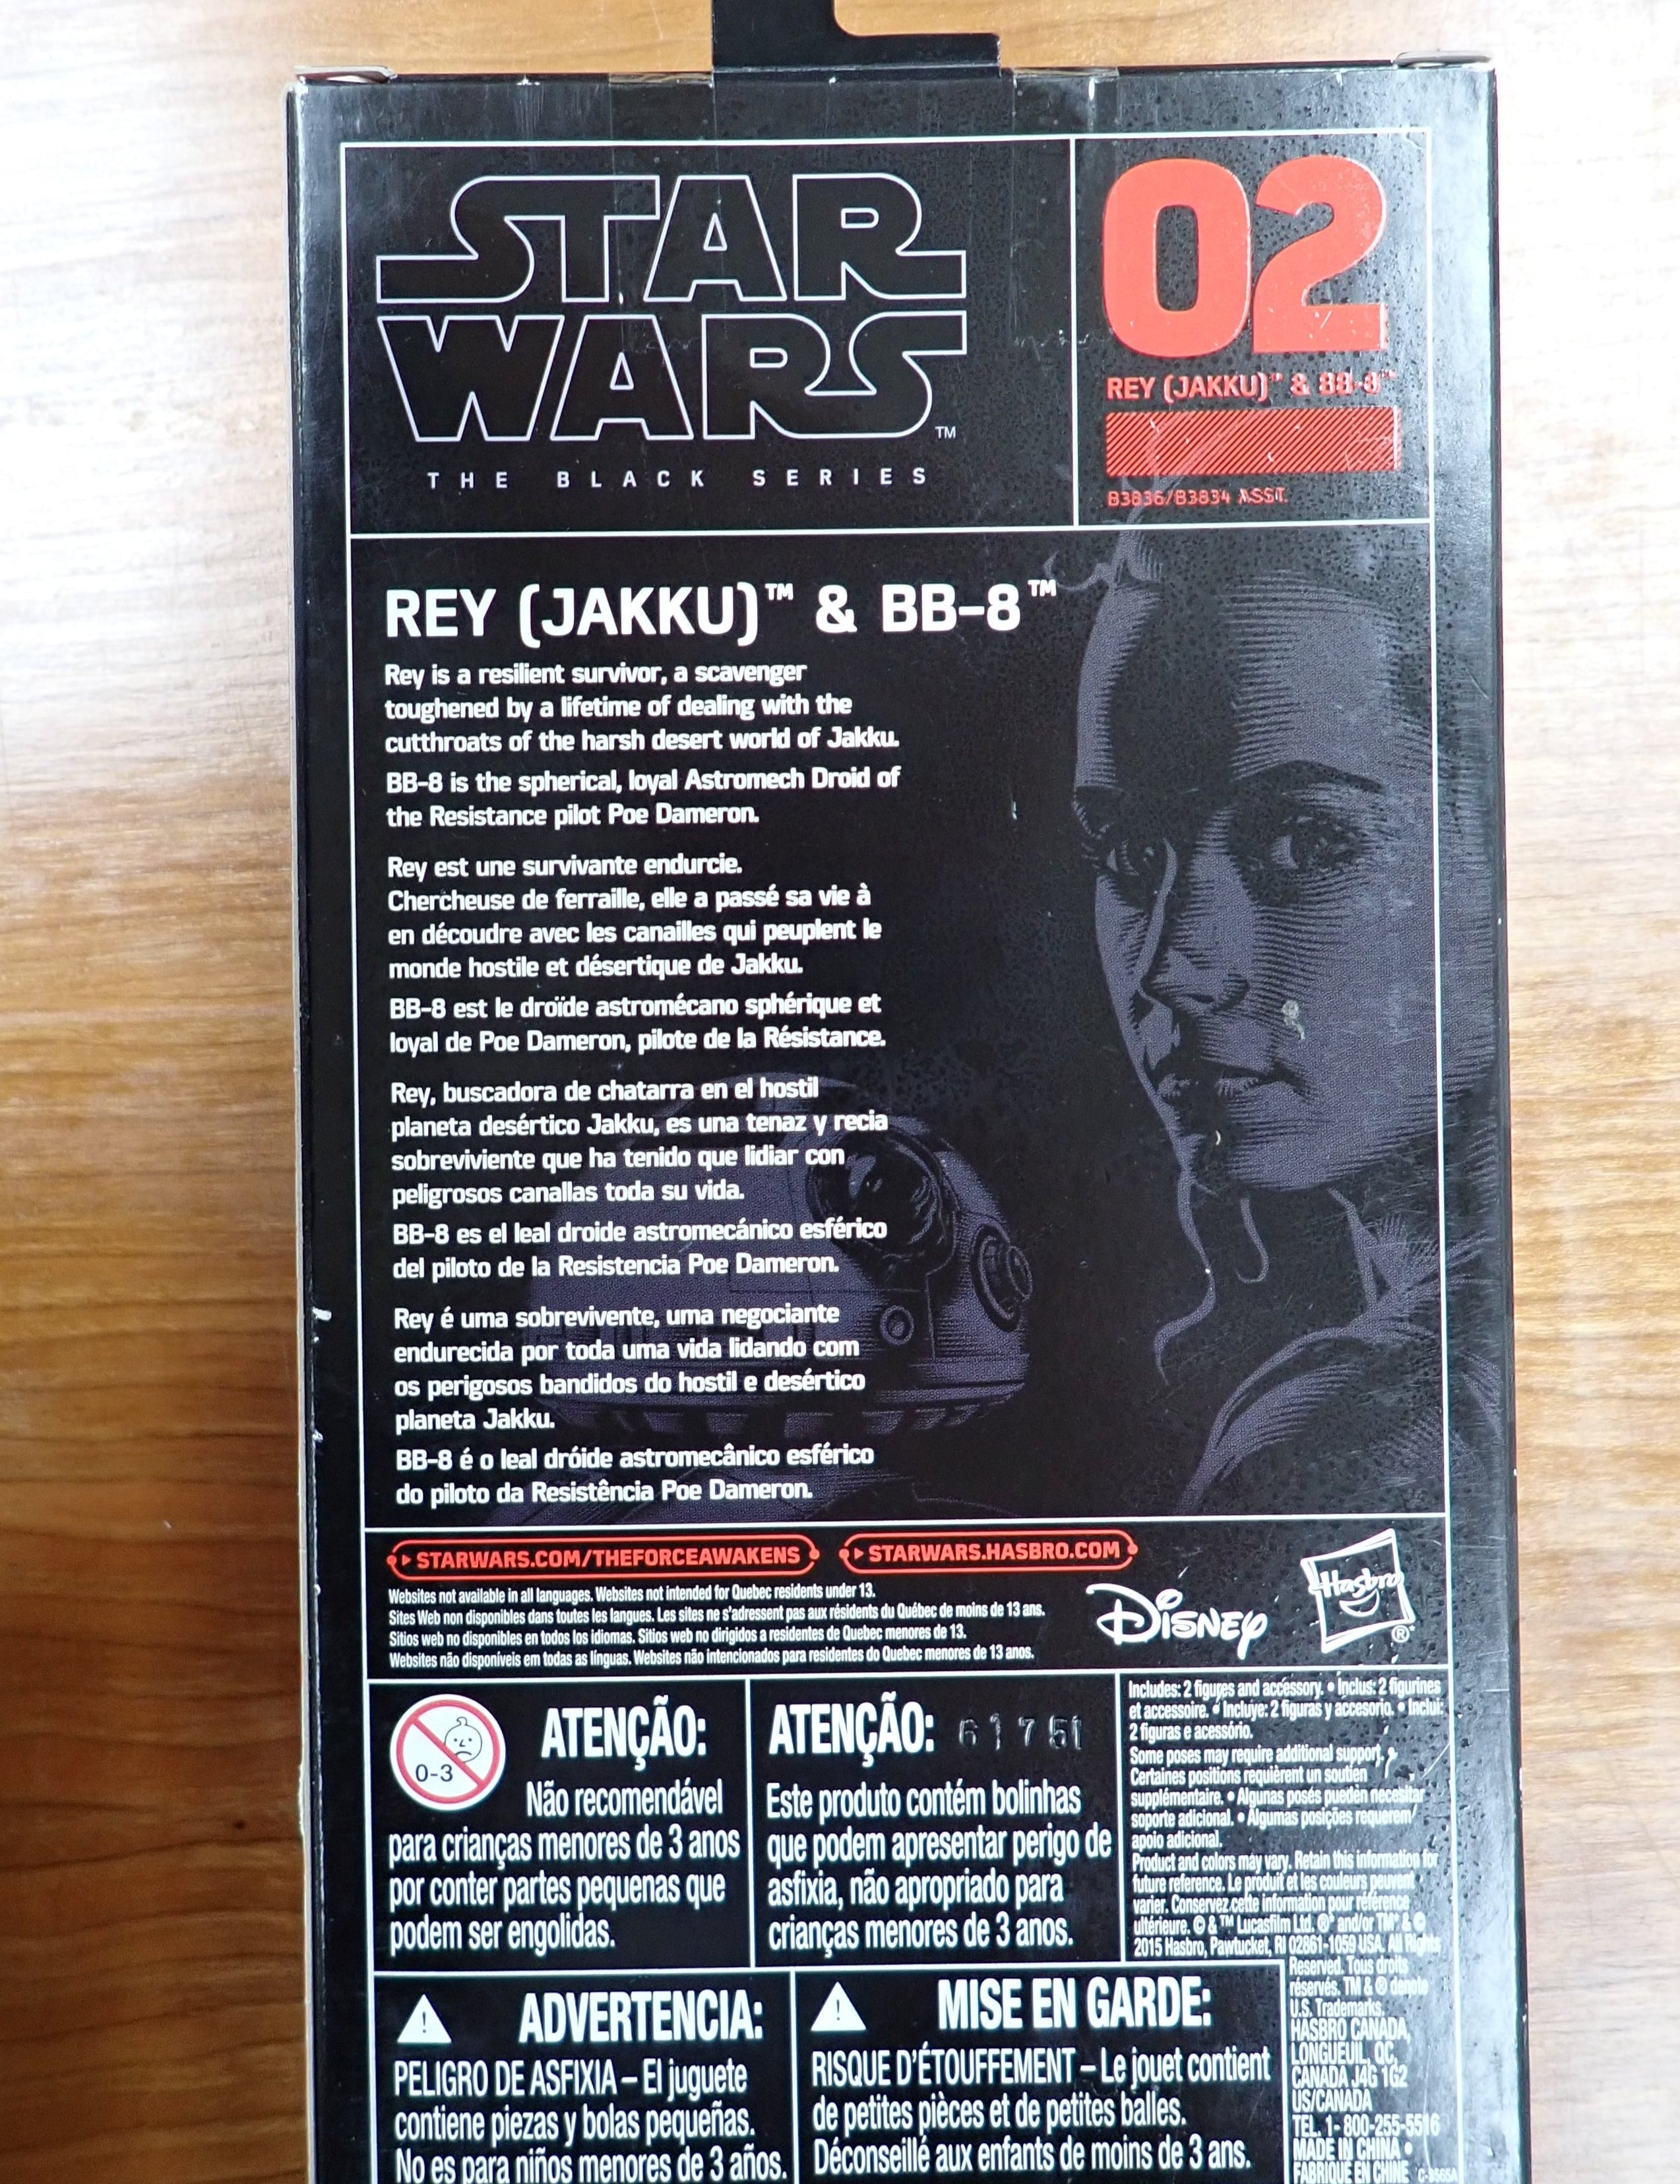 STAR
WARS™
THE BLACK SERIES
02
REY (JAKKU)™ & BB-8™
B3836/B3834 ASST.
REY (JAKKU)™ & BB-8™
Rey is a resilient survivor, a scavenger
toughened by a lifetime of dealing with the
cutthroats of the harsh desert world of Jakku.
BB-8 is the spherical, loyal Astromech Droid of
the Resistance pilot Poe Dameron.
Rey est une survivante endurcie.
Chercheuse de ferraille, elle a passé sa vie à
en découdre avec les canailles qui peuplent le
monde hostile et désertique de Jakku.
BB-8 est le droïde astromécano sphérique et
loyal de Poe Dameron, pilote de la Résistance.
Rey, buscadora de chatarra en el hostil
planeta desértico Jakku, es una tenaz y recia
sobreviviente que ha tenido que lidiar con
peligrosos canallas toda su vida.
BB-8 es el leal droide astromecánico esférico
del piloto de la Resistencia Poe Dameron.
Rey é uma sobrevivente, uma negociante
endurecida por toda uma vida lidando com
os perigosos bandidos do hostil e desértico
planeta Jakku.
BB-8 é o leal dróide astromecânico esférico
do piloto da Resistência Poe Dameron.
STARWARS.COM/THEFORCEAWAKENS
STARWARS.HASBRO.COM
Websites not available in all languages. Websites not intended for Quebec residents under 13.
Sites Web non disponibles dans toutes les langues. Les sites ne s'adressent pas aux résidents du Québec de moins de 13 ans.
Sitios web no disponibles en todos los idiomas. Sitios web no dirigidos a residentes de Quebec menores de 13.
Websites não disponíveis em todas as línguas. Websites não intencionados para residentes do Quebec menores de 13 anos.
Disney
Hasbro®
0-3
ATENÇÃO:
Não recomendável
para crianças menores de 3 anos
por conter partes pequenas que
podem ser engolidas.
ATENÇÃO: 61751
Este produto contém bolinhas
que podem apresentar perigo de
asfixia, não apropriado para
crianças menores de 3 anos.
Includes: 2 figures and accessory. • Inclus: 2 figurines
et accessoire. • Incluye: 2 figuras y accesorio. • Inclui:
2 figuras e acessório.
Some poses may require additional support. •
Certaines positions requièrent un soutien
supplémentaire. • Algunas poses pueden necesitar
soporte adicional. • Algumas posições requerem
apoio adicional.
Product and colors may vary. Retain this information for
future reference. Le produit et les couleurs peuvent
varier. Conservez cette information pour référence
ultérieure. © & ™ Lucasfilm Ltd. ®* and/or TM* & ©
2015 Hasbro, Pawtucket, RI 02861-1059 USA. All Rights
Reserved. Tous droits
réservés. TM & ® denote
U.S. Trademarks.
HASBRO CANADA,
LONGUEUIL, QC,
CANADA J4G 1G2
US/CANADA
TEL. 1-800-255-5516
MADE IN CHINA •
FABRIQUÉ EN CHINE
ADVERTENCIA:
PELIGRO DE ASFIXIA – El juguete
contiene piezas y bolas pequeñas.
No es para niños menores de 3 años.
MISE EN GARDE:
RISQUE D'ÉTOUFFEMENT – Le jouet contient
de petites pièces et de petites balles.
Déconseillé aux enfants de moins de 3 ans.